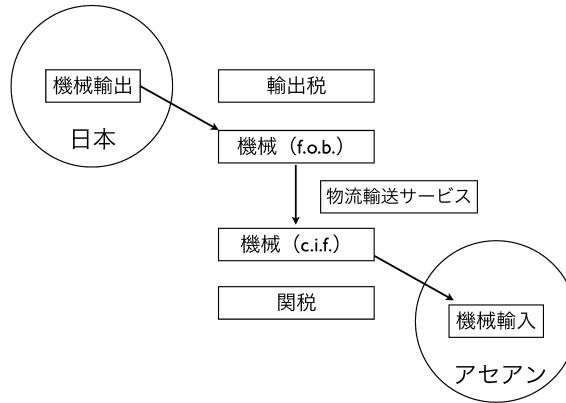 機械輸出
輸出税
日本
機械（f.o.b.）
物流輸送サービス
機械（c.i.f.）
関税
機械輸入
アセアン